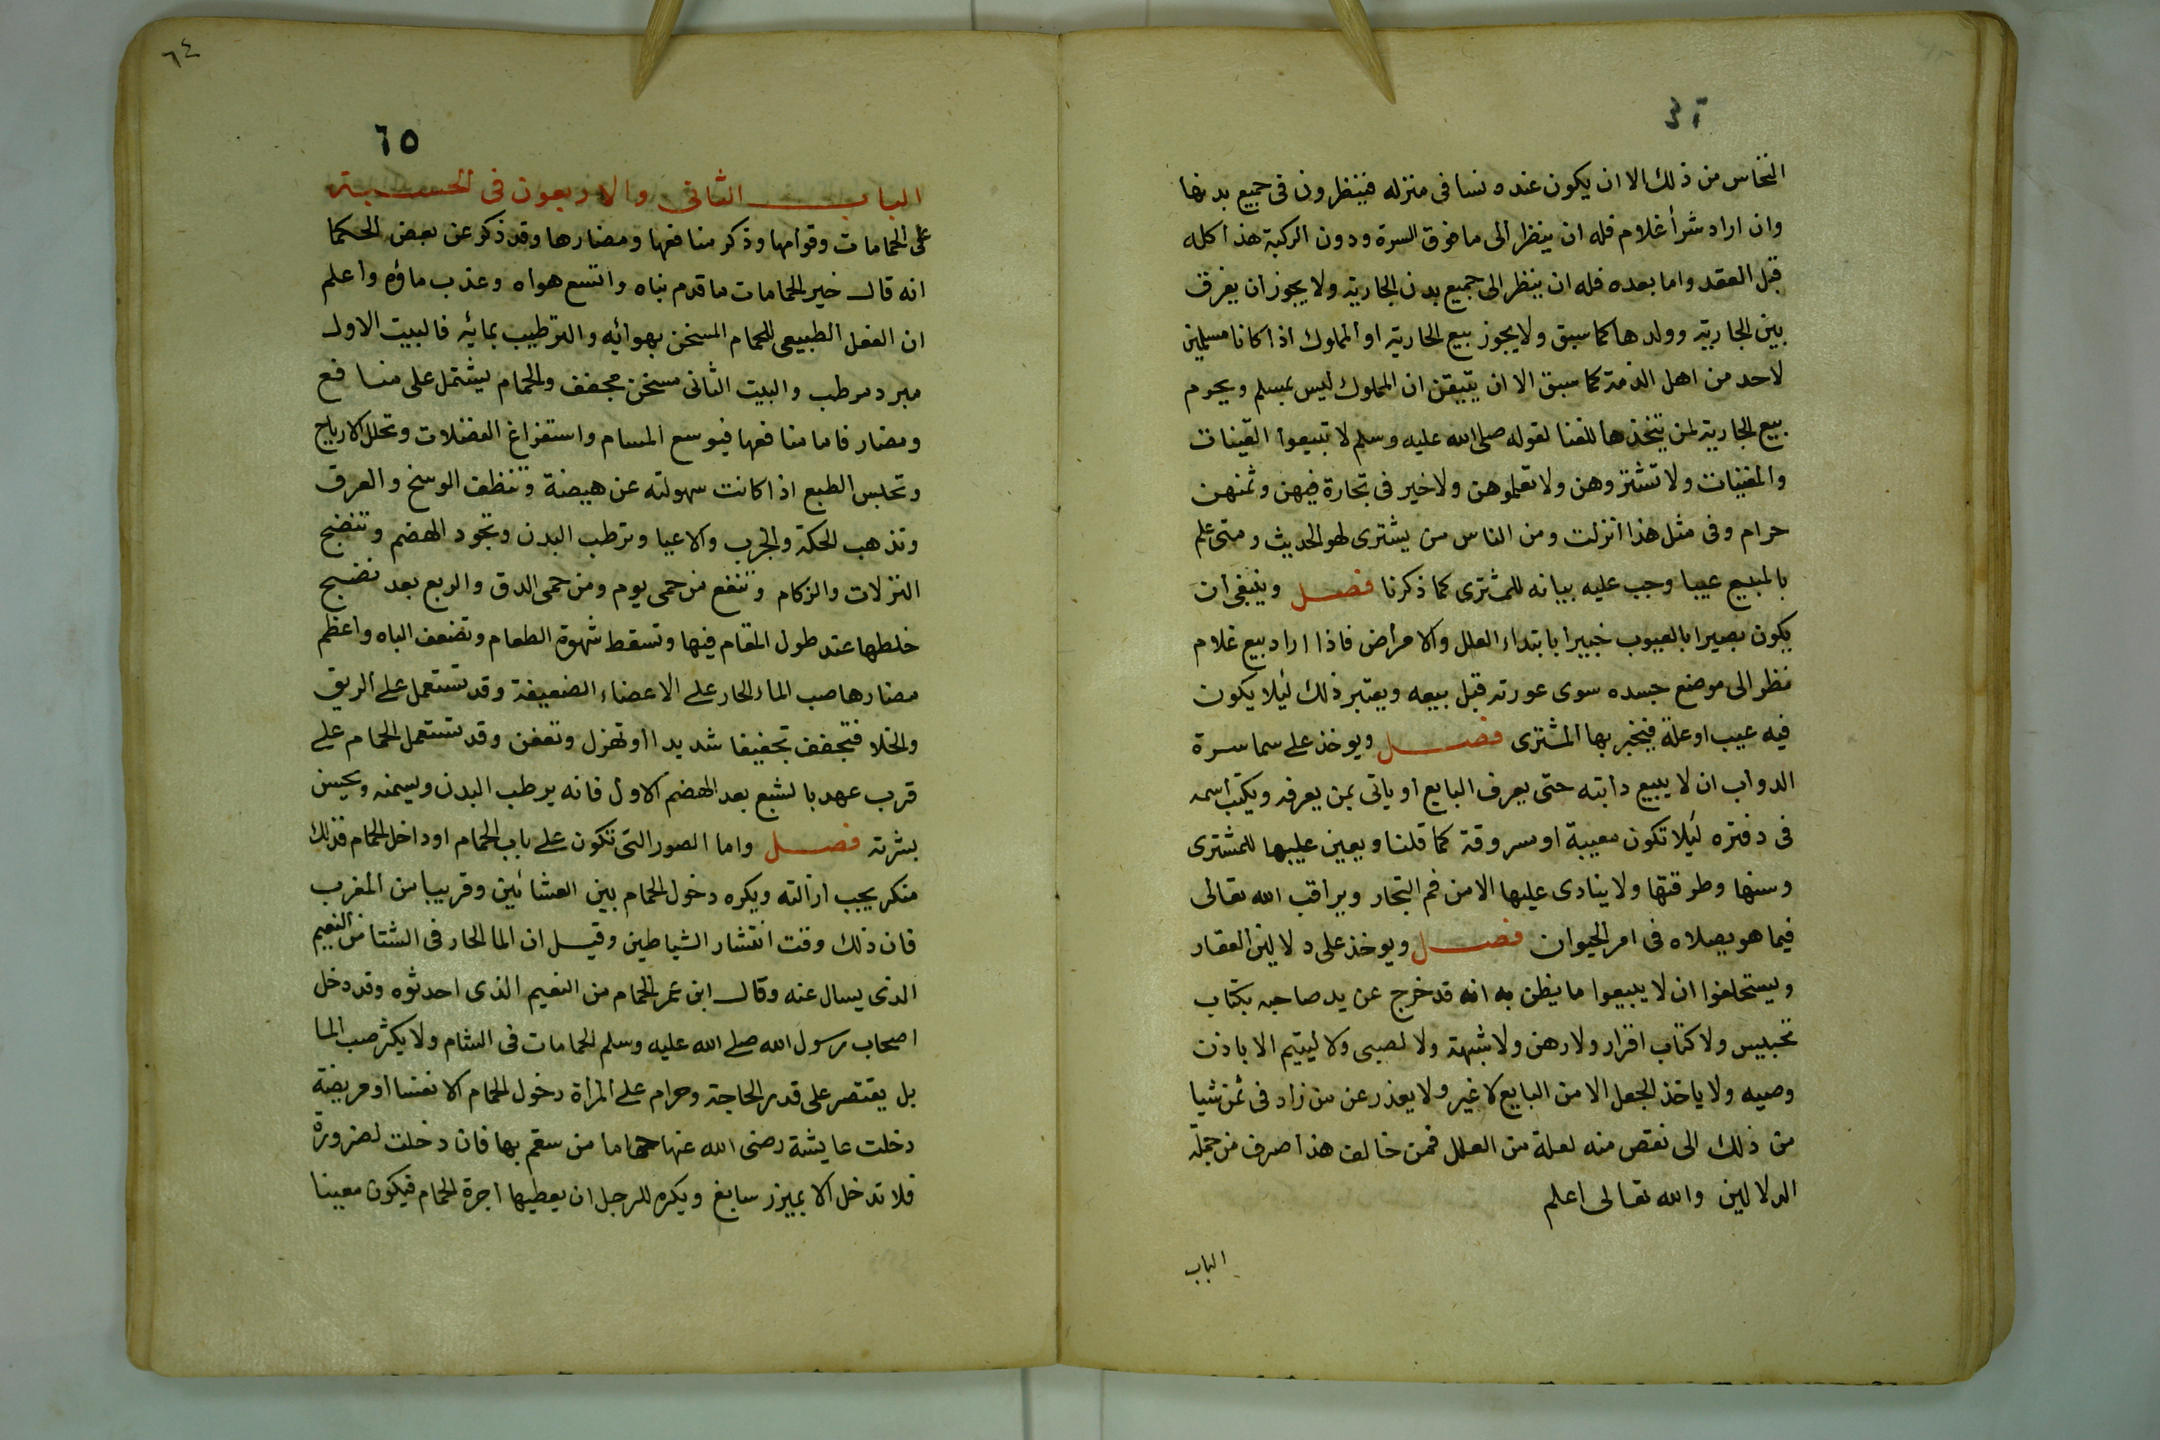 ٦٤
النخاس من ذلك الا ان يكون عنده نسا فى منزله فينظرون فى جميع بدنها
وان اراد شرأ غلام فله ان ينظر الى ما فوق السرة ودون الركبة هذا كله
قبل العقد واما بعده فله ان ينظر الى جميع بدن الجارية ولا يجوز ان يفرق
بين الجارية وولدها كما سبق ولا يجوز بيع الجارية او المملوك اذا كانا مسلمين
لاحد من اهل الذمة كما سبق الا ان يتيقن ان المملوك ليس بمسلم ويحرم
بيع الجارية لمن يتخذها للغنا لقوله صلى الله عليه وسلم لا تبيعوا القينات
والمغنيات ولا تشتروهن ولا تعلموهن ولا خير فى تجارة فيهن وثمنهن
حرام وفى مثل هذا انزلت ومن الناس من يشترى لهو الحديث ومتى علم
بالمبيع عيبا وجب عليه بيانه للمشترى كما ذكرنا فصل وينبغى ان
يكون بصيرا بالعيوب خبيرا بابتداء العلل والامراض فاذا اراد بيع غلام
نظر الى موضع جسده سوى عورته قبل بيعه ويعتبر ذلك ليلا يكون
فيه عيب او علة فيخبر بها المشترى فصل ويوخذ على سماسرة
الدواب ان لا يبيع دابته حتى يعرف البايع او ياتى بمن يعرفه ويكتب اسمه
فى دفتره ليلا تكون معيبة او مسروقة كما قلنا ويعين عليها للمشترى
وسنها وطرقتها ولا ينادى عليها الا من فم التجار ويراقب الله تعالى
فيما هو بصلاه فى امر الحيوان فصل ويوخذ على دلالين العقار
ويستحلفوا ان لا يبيعوا ما يظن به انه قد خرج عن يد صاحبه بكتاب
تحبيس ولا كتاب اقرار ولا رهن ولا شبهة ولا لصبى ولا ليتيم الا باذن
وصيه ولا ياخذ الجعل الا من البايع لا غير ولا يعذر عن من زاد فى ثمن شيا
من ذلك الى نقص منه لعلة من العلل فمن خالف هذا صرف من جملة
الدلالين والله تعالى اعلم
الباب
٦٤
٦٥
الباب الثانى والاربعون فى الحسبة
على الحمامات وقوامها وذكر منافعها ومضارها وقد ذكر عن بعض الحكما
انه قال خير الحمامات ما قدم بناه واتسع هواه وعذب ماؤه واعلم
ان الفعل الطبيعى للحمام المسخن بهوائه والترطيب بمائه فالبيت الاول
مبرد مرطب والبيت الثانى مسخن مجفف والحمام يشتمل على منافع
ومضار فاما منافعها فيوسع المسام واستفراغ الفضلات وتحلل الارياح
وتحبس الطبع اذا كانت سهولته عن هيضة وتنظف الوسخ والعرق
وتذهب الحكة والجرب والاعيا وترطب البدن وتجود الهضم وتنضج
النزلات والزكام وتنفع من حمى يوم ومن حمى الدق والربع بعد نضج
خلطها عند طول المقام فيها وتسقط شهوة الطعام وتضعف الباه واعظم
مضارها صب الماء الحار على الاعضاء الضعيفة وقد تستعمل على الريق
والخلا فتجفف تجفيفا شديدا او تهزل وتعفن وقد تستعمل الحمام على
قرب عهد بالشبع بعد الهضم الاول فانه يرطب البدن ويسمنه ويحسن
بشرته فصل واما الصور التى تكون على باب الحمام او داخل الحمام فذلك
منكر يجب ازالته ويكره دخول الحمام بين العشائين وقريبا من المغرب
فان ذلك وقت انتشار الشياطين وقيل ان الما الحار فى الشتا من النعيم
الذى يسال عنه وقال ابن عمر الحمام من النعيم الذى احدثوه وقد دخل
اصحاب رسول الله صلى الله عليه وسلم الحمامات فى الشام ولا يكثر صب الما
بل يقتصر على قدر الحاجة وحرام على المرأة دخول الحمام الا نفسا او مريضة
دخلت عايشة رضى الله عنها حماما من سقم بها فان دخلت لضرورة
فلا تدخل الا بميزر سابغ ويكره للرجل ان يعطيها اجرة الحمام فيكون معينا